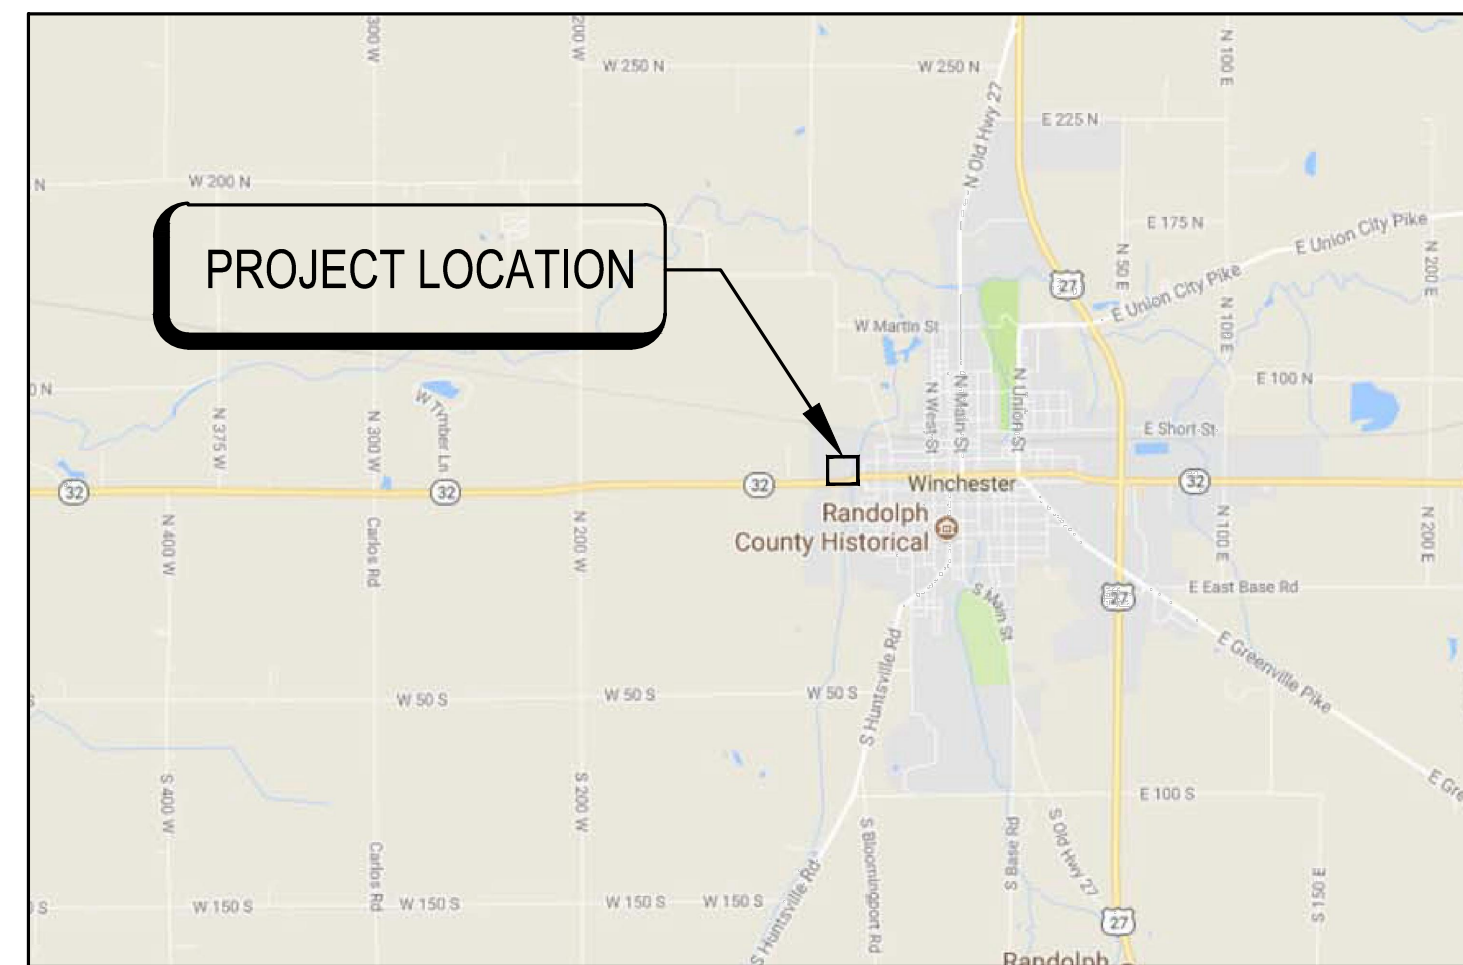 300 W
200 W
W 250 N
W 250 N
N 100 E
N Old Hwy 27
E 225 N
N
W 200 N
E 175 N
E Union City Pike
N 50 E
N 200 E
PROJECT LOCATION
27
E Union City Pike
W Martin St
N 100 E
E 100 N
0 N
W Timber Ln
N 375 W
N 300 W
N West St
N Main St
N Union St
E Short St
32
32
32
Winchester
32
Randolph
County Historical
N 400 W
Carlos Rd
N 200 W
N 100 E
N 200 E
E East Base Rd
27
S Main St
S Huntsville Rd
E Greenville Pike
W 50 S
W 50 S
W 50 S
S 400 W
S 200 W
E 100 S
E Gre
S Bloomingport Rd
S Base Rd
S Old Hwy 27
Carlos Rd
S Huntsville Rd
S 150 E
S
W 150 S
W 150 S
W 150 S
W 150 S
27
Randolph